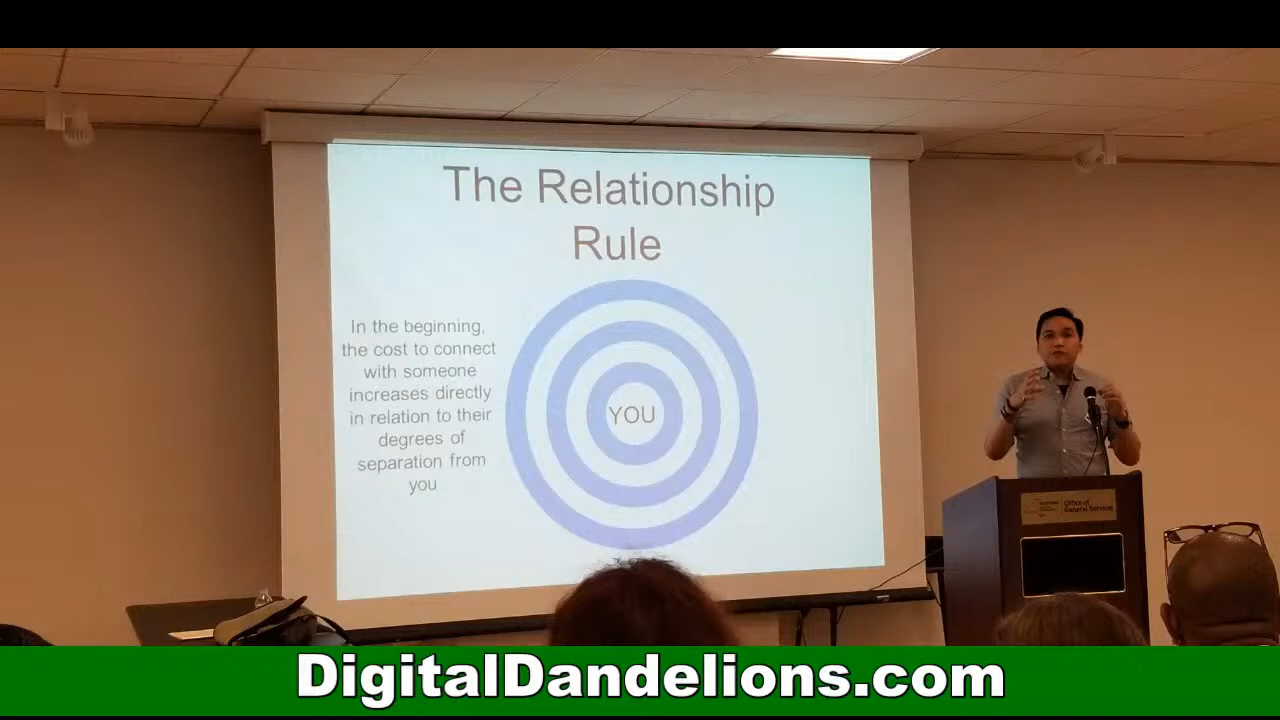 The Relationship
Rule
In the beginning,
the cost to connect
with someone
increases directly
in relation to their
degrees of
separation from
you
YOU
Office of
General Services
DigitalDandelions.com